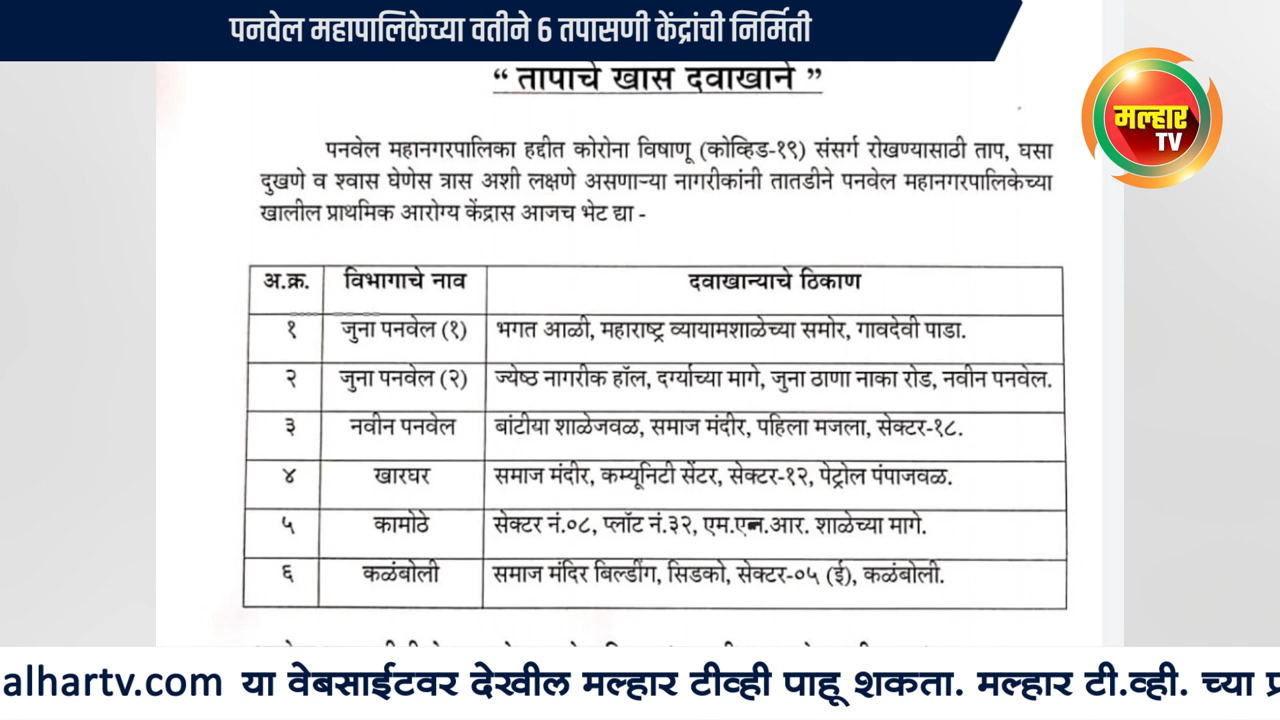 पनवेल महापालिकेच्या वतीने 6 तपासणी केंद्रांची निर्मिती
“ तापाचे खास दवाखाने ”
मल्हार
TV
पनवेल महानगरपालिका हद्दीत कोरोना विषाणू (कोव्हिड-१९) संसर्ग रोखण्यासाठी ताप, घसा
दुखणे व श्वास घेणेस त्रास अशी लक्षणे असणाऱ्या नागरीकांनी तातडीने पनवेल महानगरपालिकेच्या
खालील प्राथमिक आरोग्य केंद्रास आजच भेट द्या -
अ.क्र. विभागाचे नाव दवाखान्याचे ठिकाण
१ जुना पनवेल (१) भगत आळी, महाराष्ट्र व्यायामशाळेच्या समोर, गावदेवी पाडा.
२ जुना पनवेल (२) ज्येष्ठ नागरीक हॉल, दर्ग्याच्या मागे, जुना ठाणा नाका रोड, नवीन पनवेल.
३ नवीन पनवेल बांटीया शाळेजवळ, समाज मंदीर, पहिला मजला, सेक्टर-१८.
४ खारघर समाज मंदीर, कम्यूनिटी सेंटर, सेक्टर-१२, पेट्रोल पंपाजवळ.
५ कामोठे सेक्टर नं.०८, प्लॉट नं.३२, एम.एन.आर. शाळेच्या मागे.
६ कळंबोली समाज मंदिर बिल्डींग, सिडको, सेक्टर-०५ (ई), कळंबोली.
alhartv.com या वेबसाईटवर देखील मल्हार टीव्ही पाहू शकता. मल्हार टी.व्ही. च्या प्र